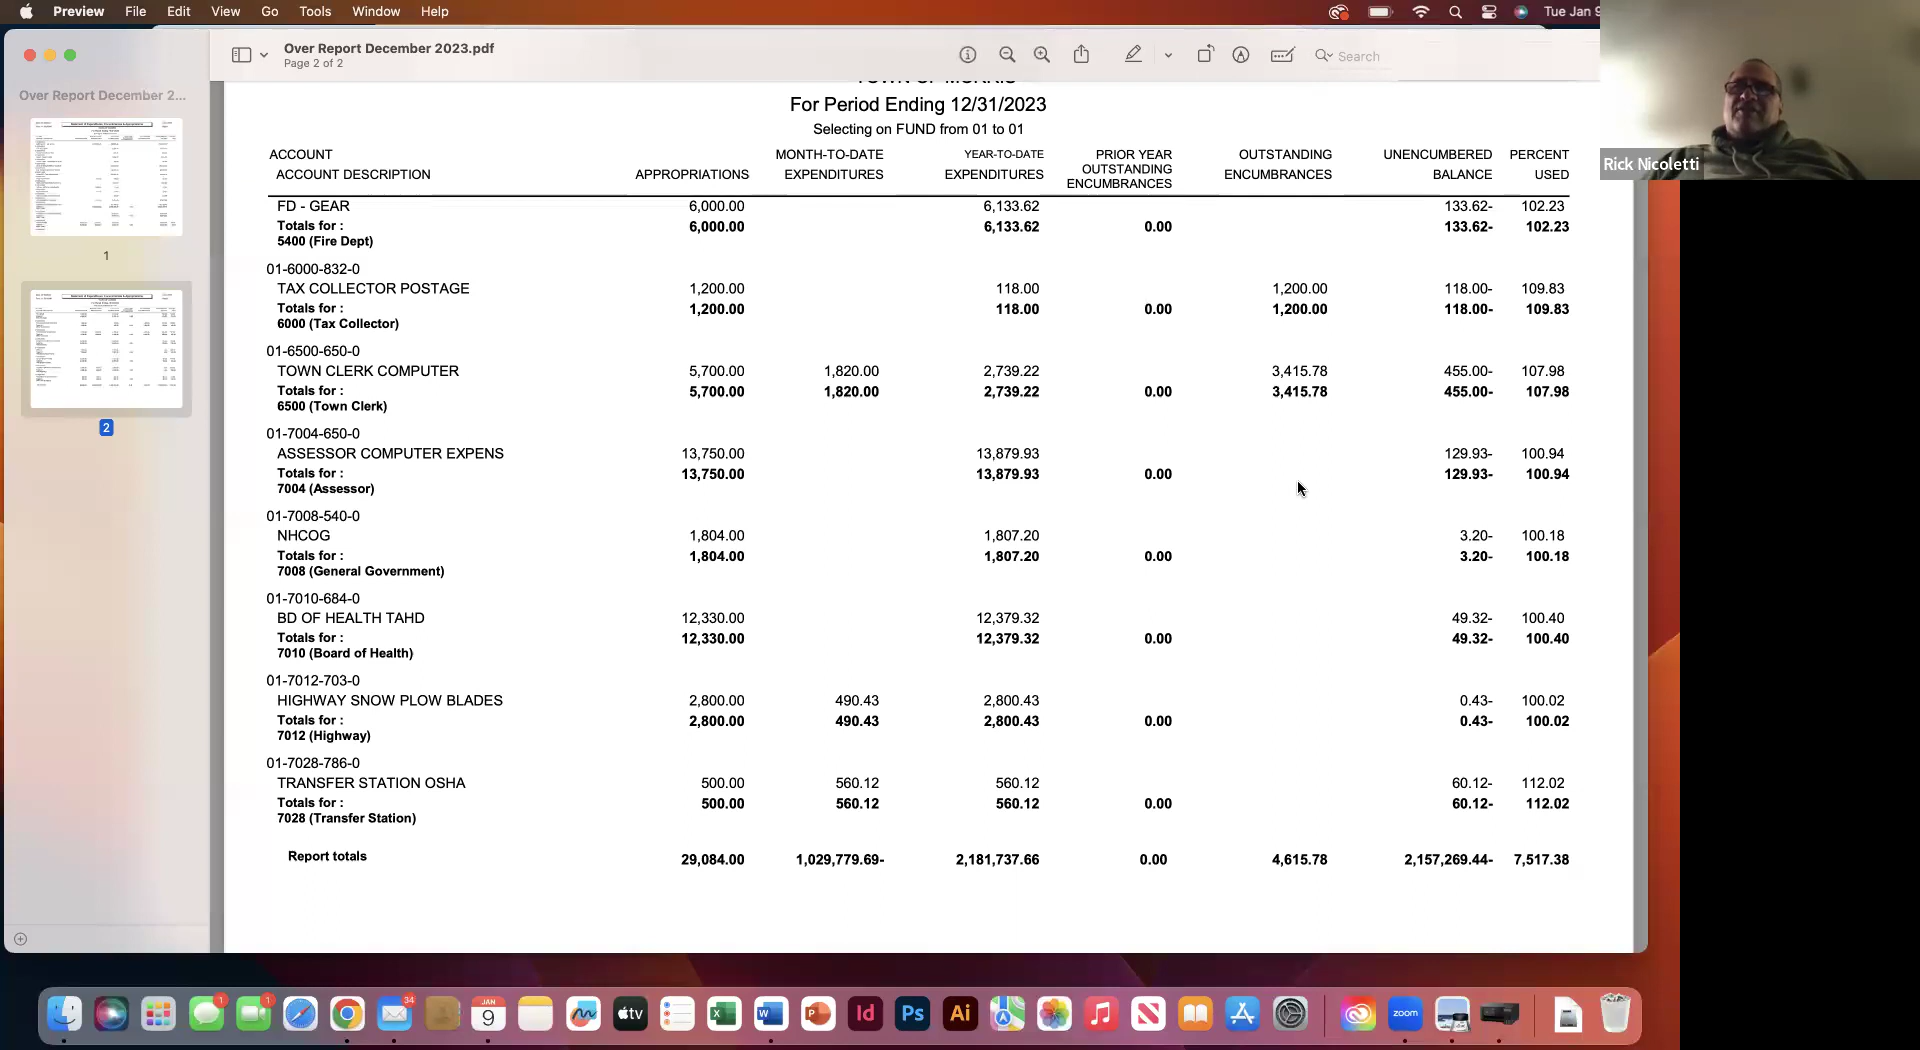 Preview File Edit View Go Tools Window Help
Tue Jan 9
Over Report December 2023.pdf
Page 2 of 2
Search
Over Report December 2...
1
2
Rick Nicoletti
TOWN OF MORRIS
For Period Ending 12/31/2023
Selecting on FUND from 01 to 01
ACCOUNT MONTH-TO-DATE YEAR-TO-DATE PRIOR YEAR OUTSTANDING UNENCUMBERED PERCENT
ACCOUNT DESCRIPTION APPROPRIATIONS EXPENDITURES EXPENDITURES OUTSTANDING ENCUMBRANCES BALANCE USED
ENCUMBRANCES
FD - GEAR 6,000.00 6,133.62 133.62- 102.23
Totals for : 6,000.00 6,133.62 0.00 133.62- 102.23
5400 (Fire Dept)
01-6000-832-0
TAX COLLECTOR POSTAGE 1,200.00 118.00 1,200.00 118.00- 109.83
Totals for : 1,200.00 118.00 0.00 1,200.00 118.00- 109.83
6000 (Tax Collector)
01-6500-650-0
TOWN CLERK COMPUTER 5,700.00 1,820.00 2,739.22 3,415.78 455.00- 107.98
Totals for : 5,700.00 1,820.00 2,739.22 0.00 3,415.78 455.00- 107.98
6500 (Town Clerk)
01-7004-650-0
ASSESSOR COMPUTER EXPENS 13,750.00 13,879.93 129.93- 100.94
Totals for : 13,750.00 13,879.93 0.00 129.93- 100.94
7004 (Assessor)
01-7008-540-0
NHCOG 1,804.00 1,807.20 3.20- 100.18
Totals for : 1,804.00 1,807.20 0.00 3.20- 100.18
7008 (General Government)
01-7010-684-0
BD OF HEALTH TAHD 12,330.00 12,379.32 49.32- 100.40
Totals for : 12,330.00 12,379.32 0.00 49.32- 100.40
7010 (Board of Health)
01-7012-703-0
HIGHWAY SNOW PLOW BLADES 2,800.00 490.43 2,800.43 0.43- 100.02
Totals for : 2,800.00 490.43 2,800.43 0.00 0.43- 100.02
7012 (Highway)
01-7028-786-0
TRANSFER STATION OSHA 500.00 560.12 560.12 60.12- 112.02
Totals for : 500.00 560.12 560.12 0.00 60.12- 112.02
7028 (Transfer Station)
Report totals 29,084.00 1,029,779.69- 2,181,737.66 0.00 4,615.78 2,157,269.44- 7,517.38
1 1 34 JAN 9 tv X W P Id Ps Ai N A zoom